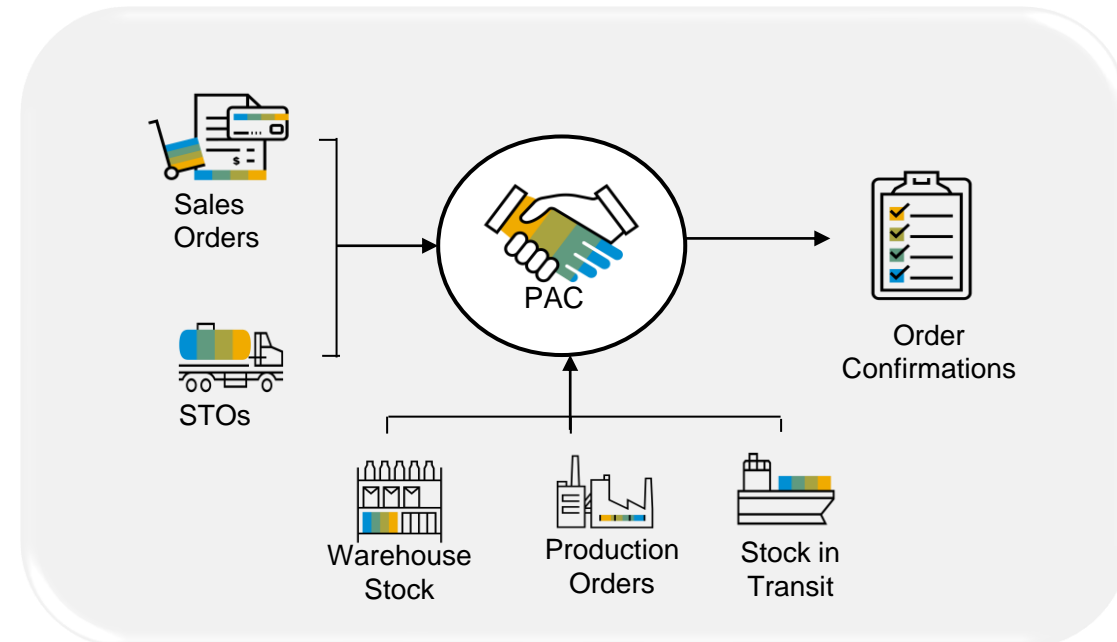 Sales
Orders
STOs
PAC
Order
Confirmations
Warehouse
Stock
Production
Orders
Stock in
Transit
$